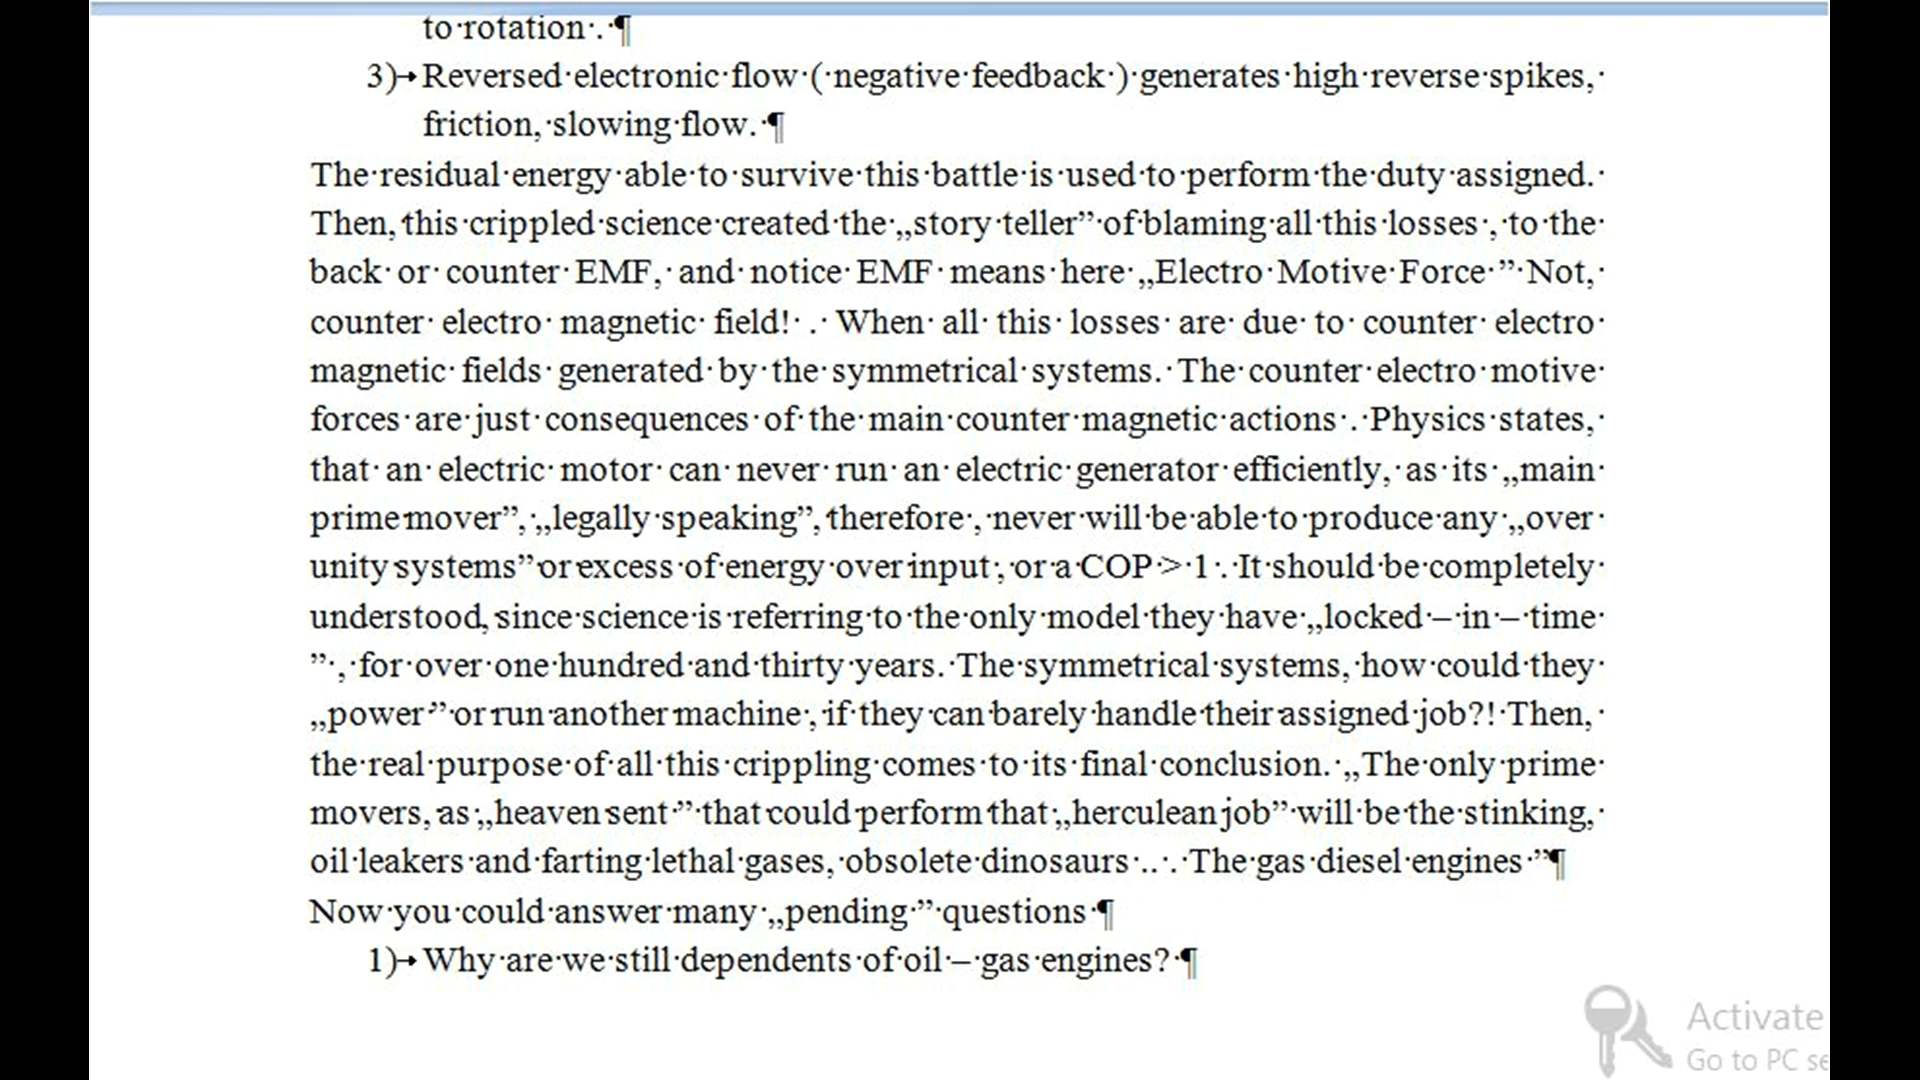 to rotation . ¶
3)→Reversed electronic flow ( negative feedback ) generates high reverse spikes,
friction, slowing flow. ¶
The residual energy able to survive this battle is used to perform the duty assigned.
Then, this crippled science created the „story teller” of blaming all this losses , to the
back or counter EMF, and notice EMF means here „Electro Motive Force ” Not,
counter electro magnetic field! . When all this losses are due to counter electro
magnetic fields generated by the symmetrical systems. The counter electro motive
forces are just consequences of the main counter magnetic actions . Physics states,
that an electric motor can never run an electric generator efficiently, as its „main
prime mover”, „legally speaking”, therefore , never will be able to produce any „over
unity systems” or excess of energy over input , or a COP > 1 . It should be completely
understood, since science is referring to the only model they have „locked – in – time
” , for over one hundred and thirty years. The symmetrical systems, how could they
„power ” or run another machine , if they can barely handle their assigned job?! Then,
the real purpose of all this crippling comes to its final conclusion. „The only prime
movers, as „heaven sent ” that could perform that „herculean job” will be the stinking,
oil leakers and farting lethal gases, obsolete dinosaurs .. . The gas diesel engines ”¶
Now you could answer many „pending ” questions ¶
1)→Why are we still dependents of oil – gas engines? ¶
Activate
Go to PC se